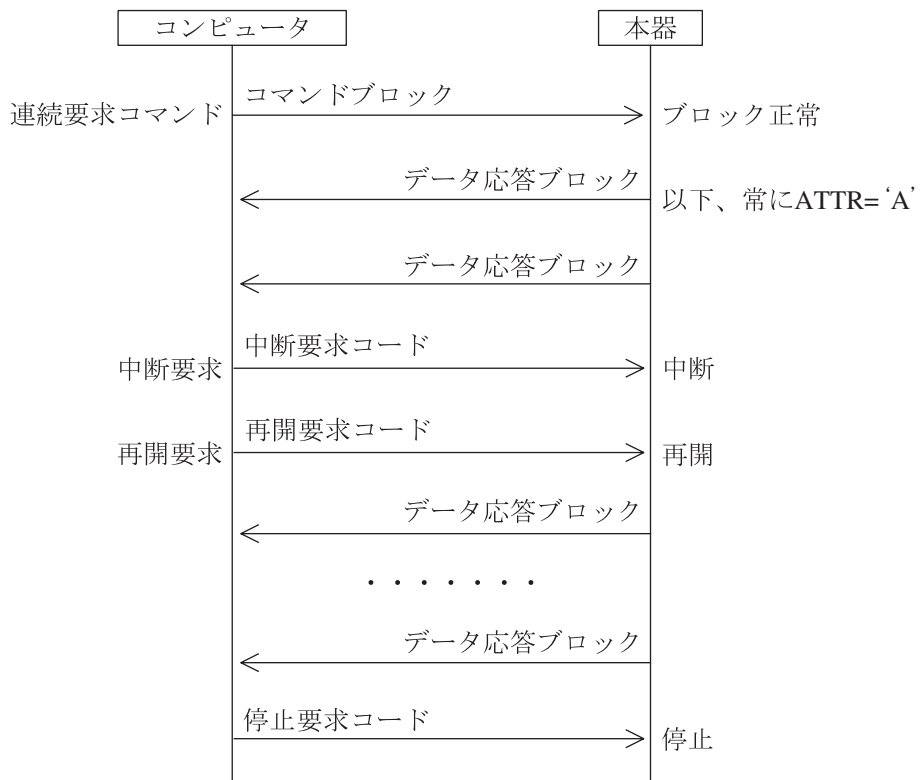 コンピュータ
本器
連続要求コマンド
コマンドブロック
ブロック正常
データ応答ブロック
以下、常にATTR=‘A’
データ応答ブロック
中断要求
中断要求コード
中断
再開要求
再開要求コード
再開
データ応答ブロック
・・・・・・・
データ応答ブロック
停止要求コード
停止